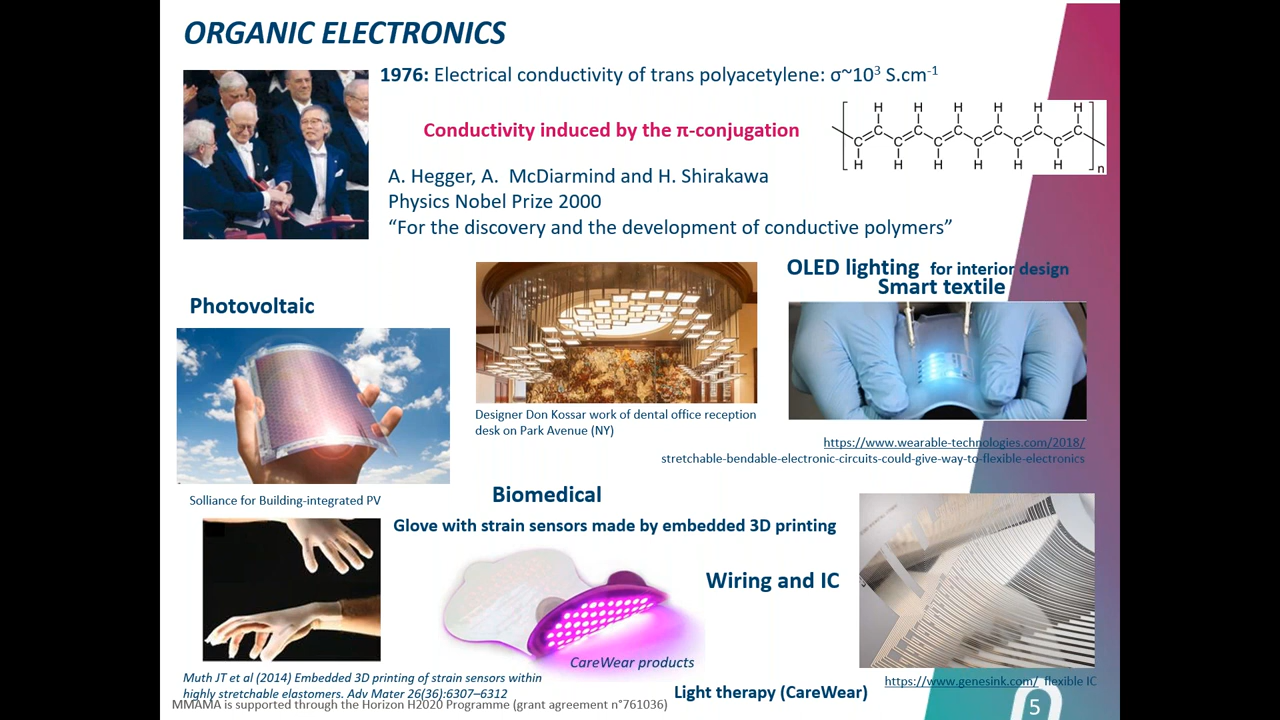 ORGANIC ELECTRONICS
1976: Electrical conductivity of trans polyacetylene: σ~10³ S.cm⁻¹
Conductivity induced by the π-conjugation
H H H H H H
C C C C C C
C C C C C C
H H H H H H
n
A. Hegger, A. McDiarmind and H. Shirakawa
Physics Nobel Prize 2000
“For the discovery and the development of conductive polymers”
OLED lighting for interior design
Smart textile
Photovoltaic
Designer Don Kossar work of dental office reception
desk on Park Avenue (NY)
https://www.wearable-technologies.com/2018/
stretchable-bendable-electronic-circuits-could-give-way-to-flexible-electronics
Solliance for Building-integrated PV
Biomedical
Glove with strain sensors made by embedded 3D printing
Wiring and IC
CareWear products
Muth JT et al (2014) Embedded 3D printing of strain sensors within
highly stretchable elastomers. Adv Mater 26(36):6307–6312
Light therapy (CareWear)
https://www.genesink.com/ flexible IC
MMAMA is supported through the Horizon H2020 Programme (grant agreement n°761036)
5